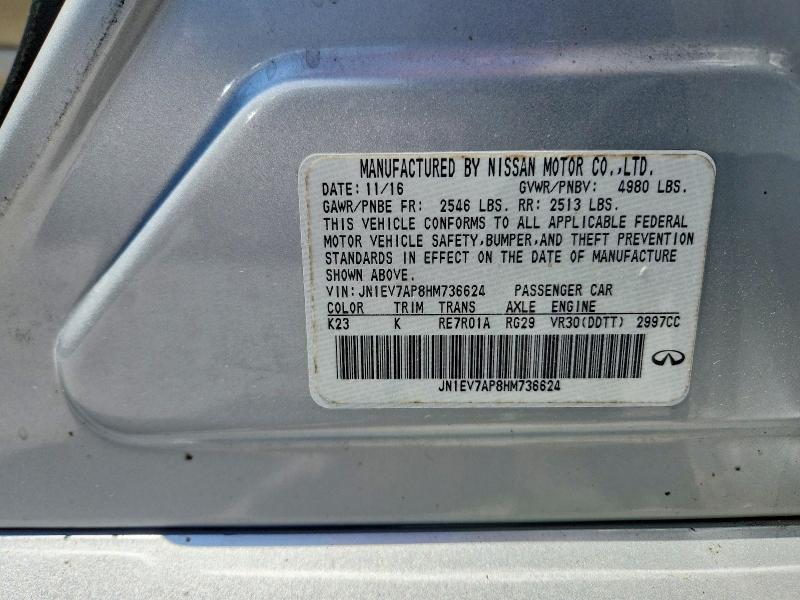 MANUFACTURED BY NISSAN MOTOR CO.,LTD.
DATE: 11/16 GVWR/PNBV: 4980 LBS.
GAWR/PNBE FR: 2546 LBS. RR: 2513 LBS.
THIS VEHICLE CONFORMS TO ALL APPLICABLE FEDERAL
MOTOR VEHICLE SAFETY,BUMPER,AND THEFT PREVENTION
STANDARDS IN EFFECT ON THE DATE OF MANUFACTURE
SHOWN ABOVE.
VIN:JN1EV7AP8HM736624 PASSENGER CAR
COLOR TRIM TRANS AXLE ENGINE
K23 K RE7R01A RG29 VR30(DDTT) 2997CC
JN1EV7AP8HM736624